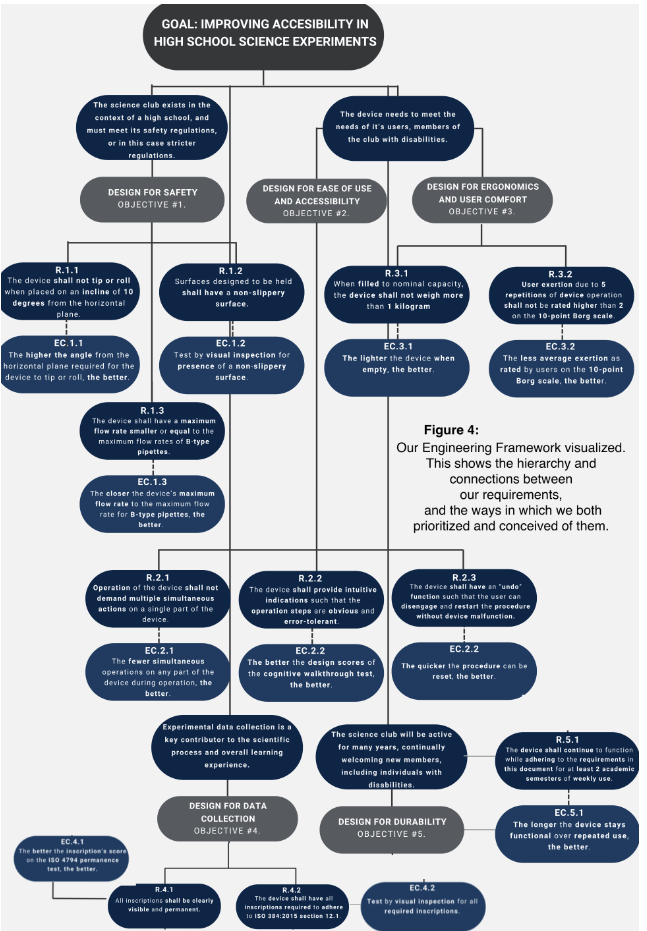 GOAL: IMPROVING ACCESIBILITY IN
HIGH SCHOOL SCIENCE EXPERIMENTS
The science club exists in the
context of a high school, and
must meet its safety regulations,
or in this case stricter
regulations.
The device needs to meet the
needs of it's users, members of
the club with disabilities.
DESIGN FOR SAFETY
OBJECTIVE #1.
DESIGN FOR EASE OF USE
AND ACCESSIBILITY
OBJECTIVE #2.
DESIGN FOR ERGONOMICS
AND USER COMFORT
OBJECTIVE #3.
R.1.1
The device shall not tip or roll
when placed on an incline of 10
degrees from the horizontal
plane.
EC.1.1
The higher the angle from the
horizontal plane required for the
device to tip or roll, the better.
R.1.2
Surfaces designed to be held
shall have a non-slippery
surface.
EC.1.2
Test by visual inspection for
presence of a non-slippery
surface.
R.3.1
When filled to nominal capacity,
the device shall not weigh more
than 1 kilogram
EC.3.1
The lighter the device when
empty, the better.
R.3.2
User exertion due to 5
repetitions of device operation
shall not be rated higher than 2
on the 10-point Borg scale.
EC.3.2
The less average exertion as
rated by users on the 10-point
Borg scale, the better.
R.1.3
The device shall have a maximum
flow rate smaller or equal to the
maximum flow rates of B-type
pipettes.
EC.1.3
The closer the device's maximum
flow rate to the maximum flow
rate for B-type pipettes, the
better.
Figure 4:
Our Engineering Framework visualized.
This shows the hierarchy and
connections between
our requirements,
and the ways in which we both
prioritized and conceived of them.
R.2.1
Operation of the device shall not
demand multiple simultaneous
actions on a single part of the
device.
EC.2.1
The fewer simultaneous
operations on any part of the
device during operation, the
better.
R.2.2
The device shall provide intuitive
indications such that the
operation steps are obvious and
error-tolerant.
EC.2.2
The better the design scores of
the cognitive walkthrough test,
the better.
R.2.3
The device shall have an "undo"
function such that the user can
disengage and restart the procedure
without device malfunction.
EC.2.2
The quicker the procedure can be
reset, the better.
Experimental data collection is a
key contributor to the scientific
process and overall learning
experience.
The science club will be active
for many years, continually
welcoming new members,
including individuals with
disabilities.
R.5.1
The device shall continue to function
while adhering to the requirements in
this document for at least 2 academic
semesters of weekly use.
DESIGN FOR DATA
COLLECTION
OBJECTIVE #4.
DESIGN FOR DURABILITY
OBJECTIVE #5.
EC.5.1
The longer the device stays
functional over repeated use,
the better.
EC.4.1
The better the inscription's score
on the ISO 4794 permanence
test, the better.
R.4.1
All inscriptions shall be clearly
visible and permanent.
R.4.2
The device shall have all
inscriptions required to adhere
to ISO 384:2015 section 12.1
EC.4.2
Test by visual inspection for all
required inscriptions.